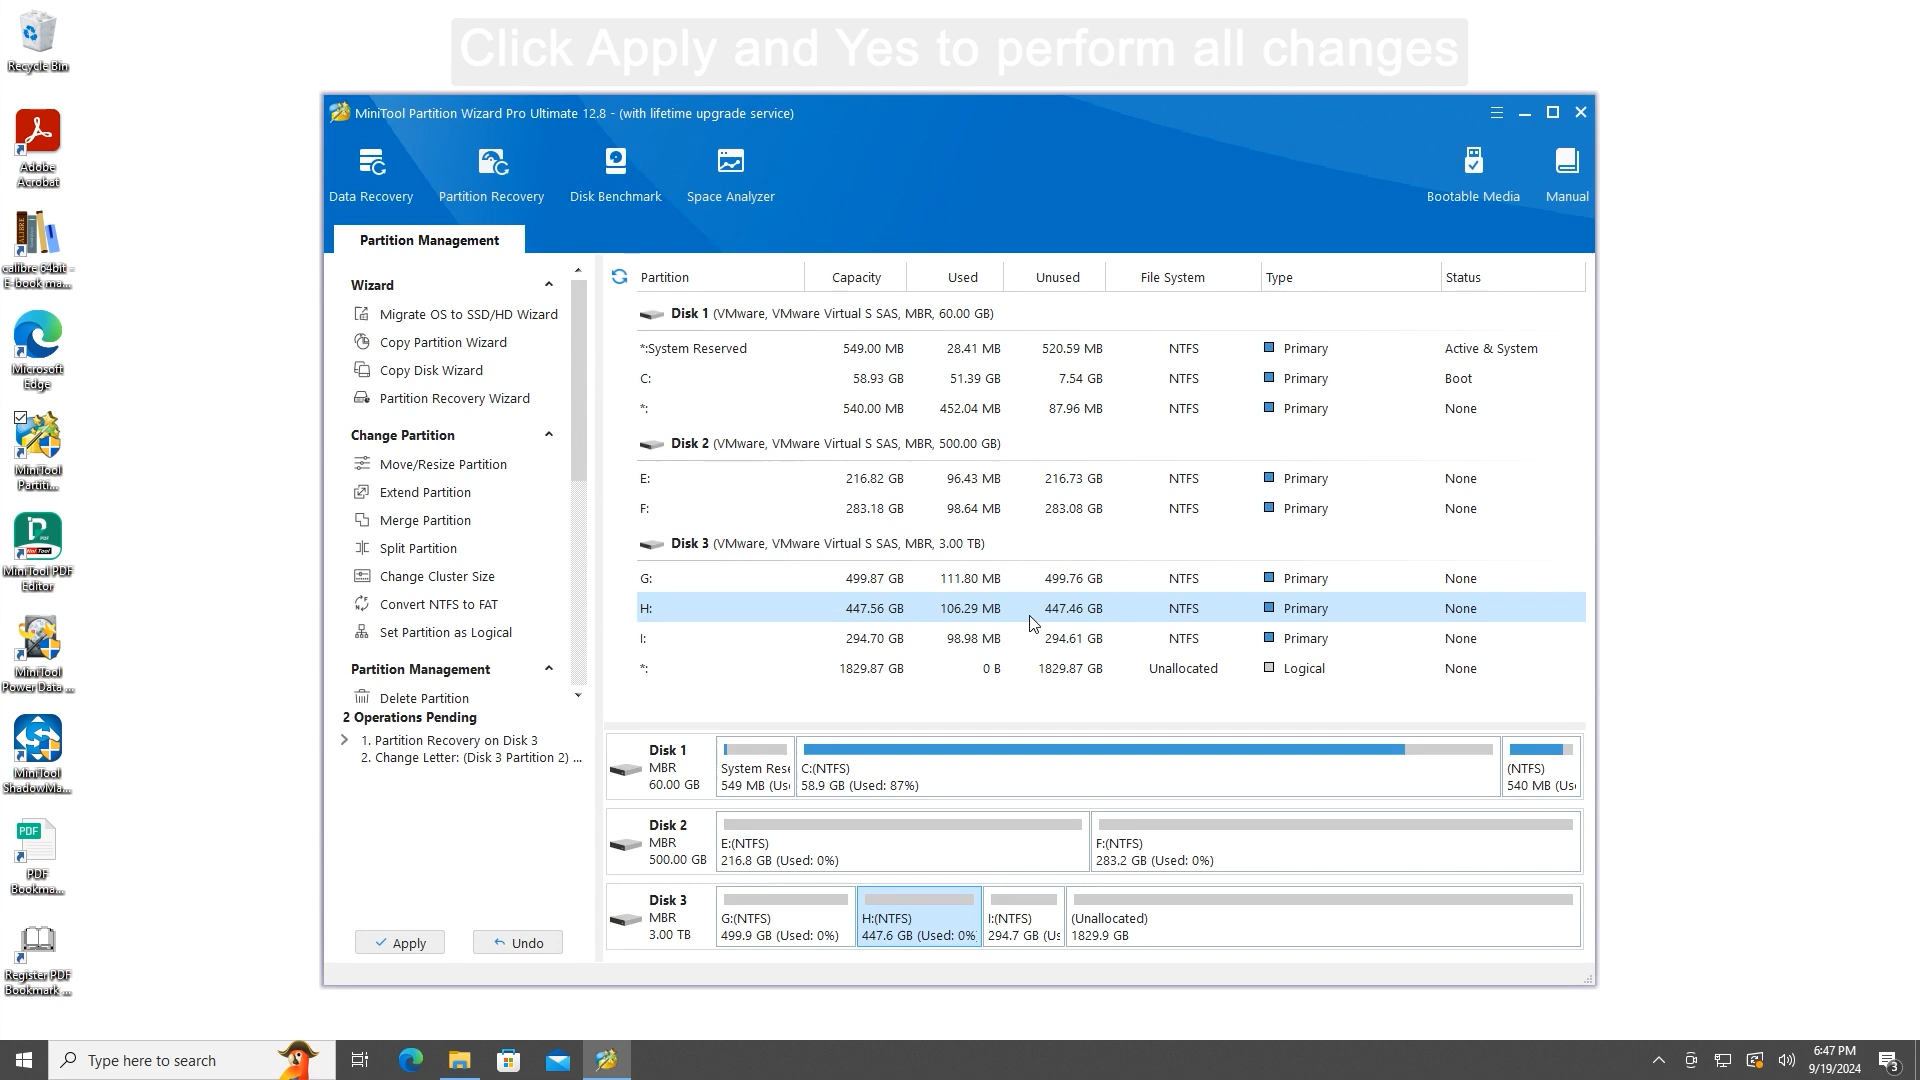 Click Apply and Yes to perform all changes
Recycle Bin
Adobe
Acrobat
calibre 64bit -
E-book ma...
Microsoft
Edge
MiniTool
Partiti...
MiniTool PDF
Editor
MiniTool
Power Data ...
MiniTool
ShadowMa...
PDF
Bookma...
Register PDF
Bookmark ...
MiniTool Partition Wizard Pro Ultimate 12.8 - (with lifetime upgrade service)
Data Recovery
Partition Recovery
Disk Benchmark
Space Analyzer
Bootable Media
Manual
Partition Management
Wizard
Migrate OS to SSD/HD Wizard
Copy Partition Wizard
Copy Disk Wizard
Partition Recovery Wizard
Change Partition
Move/Resize Partition
Extend Partition
Merge Partition
Split Partition
Change Cluster Size
Convert NTFS to FAT
Set Partition as Logical
Partition Management
Delete Partition
2 Operations Pending
1. Partition Recovery on Disk 3
2. Change Letter: (Disk 3 Partition 2) ...
Apply
Undo
Partition Capacity Used Unused File System Type Status
Disk 1 (VMware, VMware Virtual S SAS, MBR, 60.00 GB)
*:System Reserved 549.00 MB 28.41 MB 520.59 MB NTFS Primary Active & System
C: 58.93 GB 51.39 GB 7.54 GB NTFS Primary Boot
*: 540.00 MB 452.04 MB 87.96 MB NTFS Primary None
Disk 2 (VMware, VMware Virtual S SAS, MBR, 500.00 GB)
E: 216.82 GB 96.43 MB 216.73 GB NTFS Primary None
F: 283.18 GB 98.64 MB 283.08 GB NTFS Primary None
Disk 3 (VMware, VMware Virtual S SAS, MBR, 3.00 TB)
G: 499.87 GB 111.80 MB 499.76 GB NTFS Primary None
H: 447.56 GB 106.29 MB 447.46 GB NTFS Primary None
I: 294.70 GB 98.98 MB 294.61 GB NTFS Primary None
*: 1829.87 GB 0 B 1829.87 GB Unallocated Logical None
Disk 1
MBR
60.00 GB
System Rese
549 MB (Use
C:(NTFS)
58.9 GB (Used: 87%)
(NTFS)
540 MB (Use
Disk 2
MBR
500.00 GB
E:(NTFS)
216.8 GB (Used: 0%)
F:(NTFS)
283.2 GB (Used: 0%)
Disk 3
MBR
3.00 TB
G:(NTFS)
499.9 GB (Used: 0%)
H:(NTFS)
447.6 GB (Used: 0%
I:(NTFS)
294.7 GB (Us
(Unallocated)
1829.9 GB
Type here to search
6:47 PM
9/19/2024
3